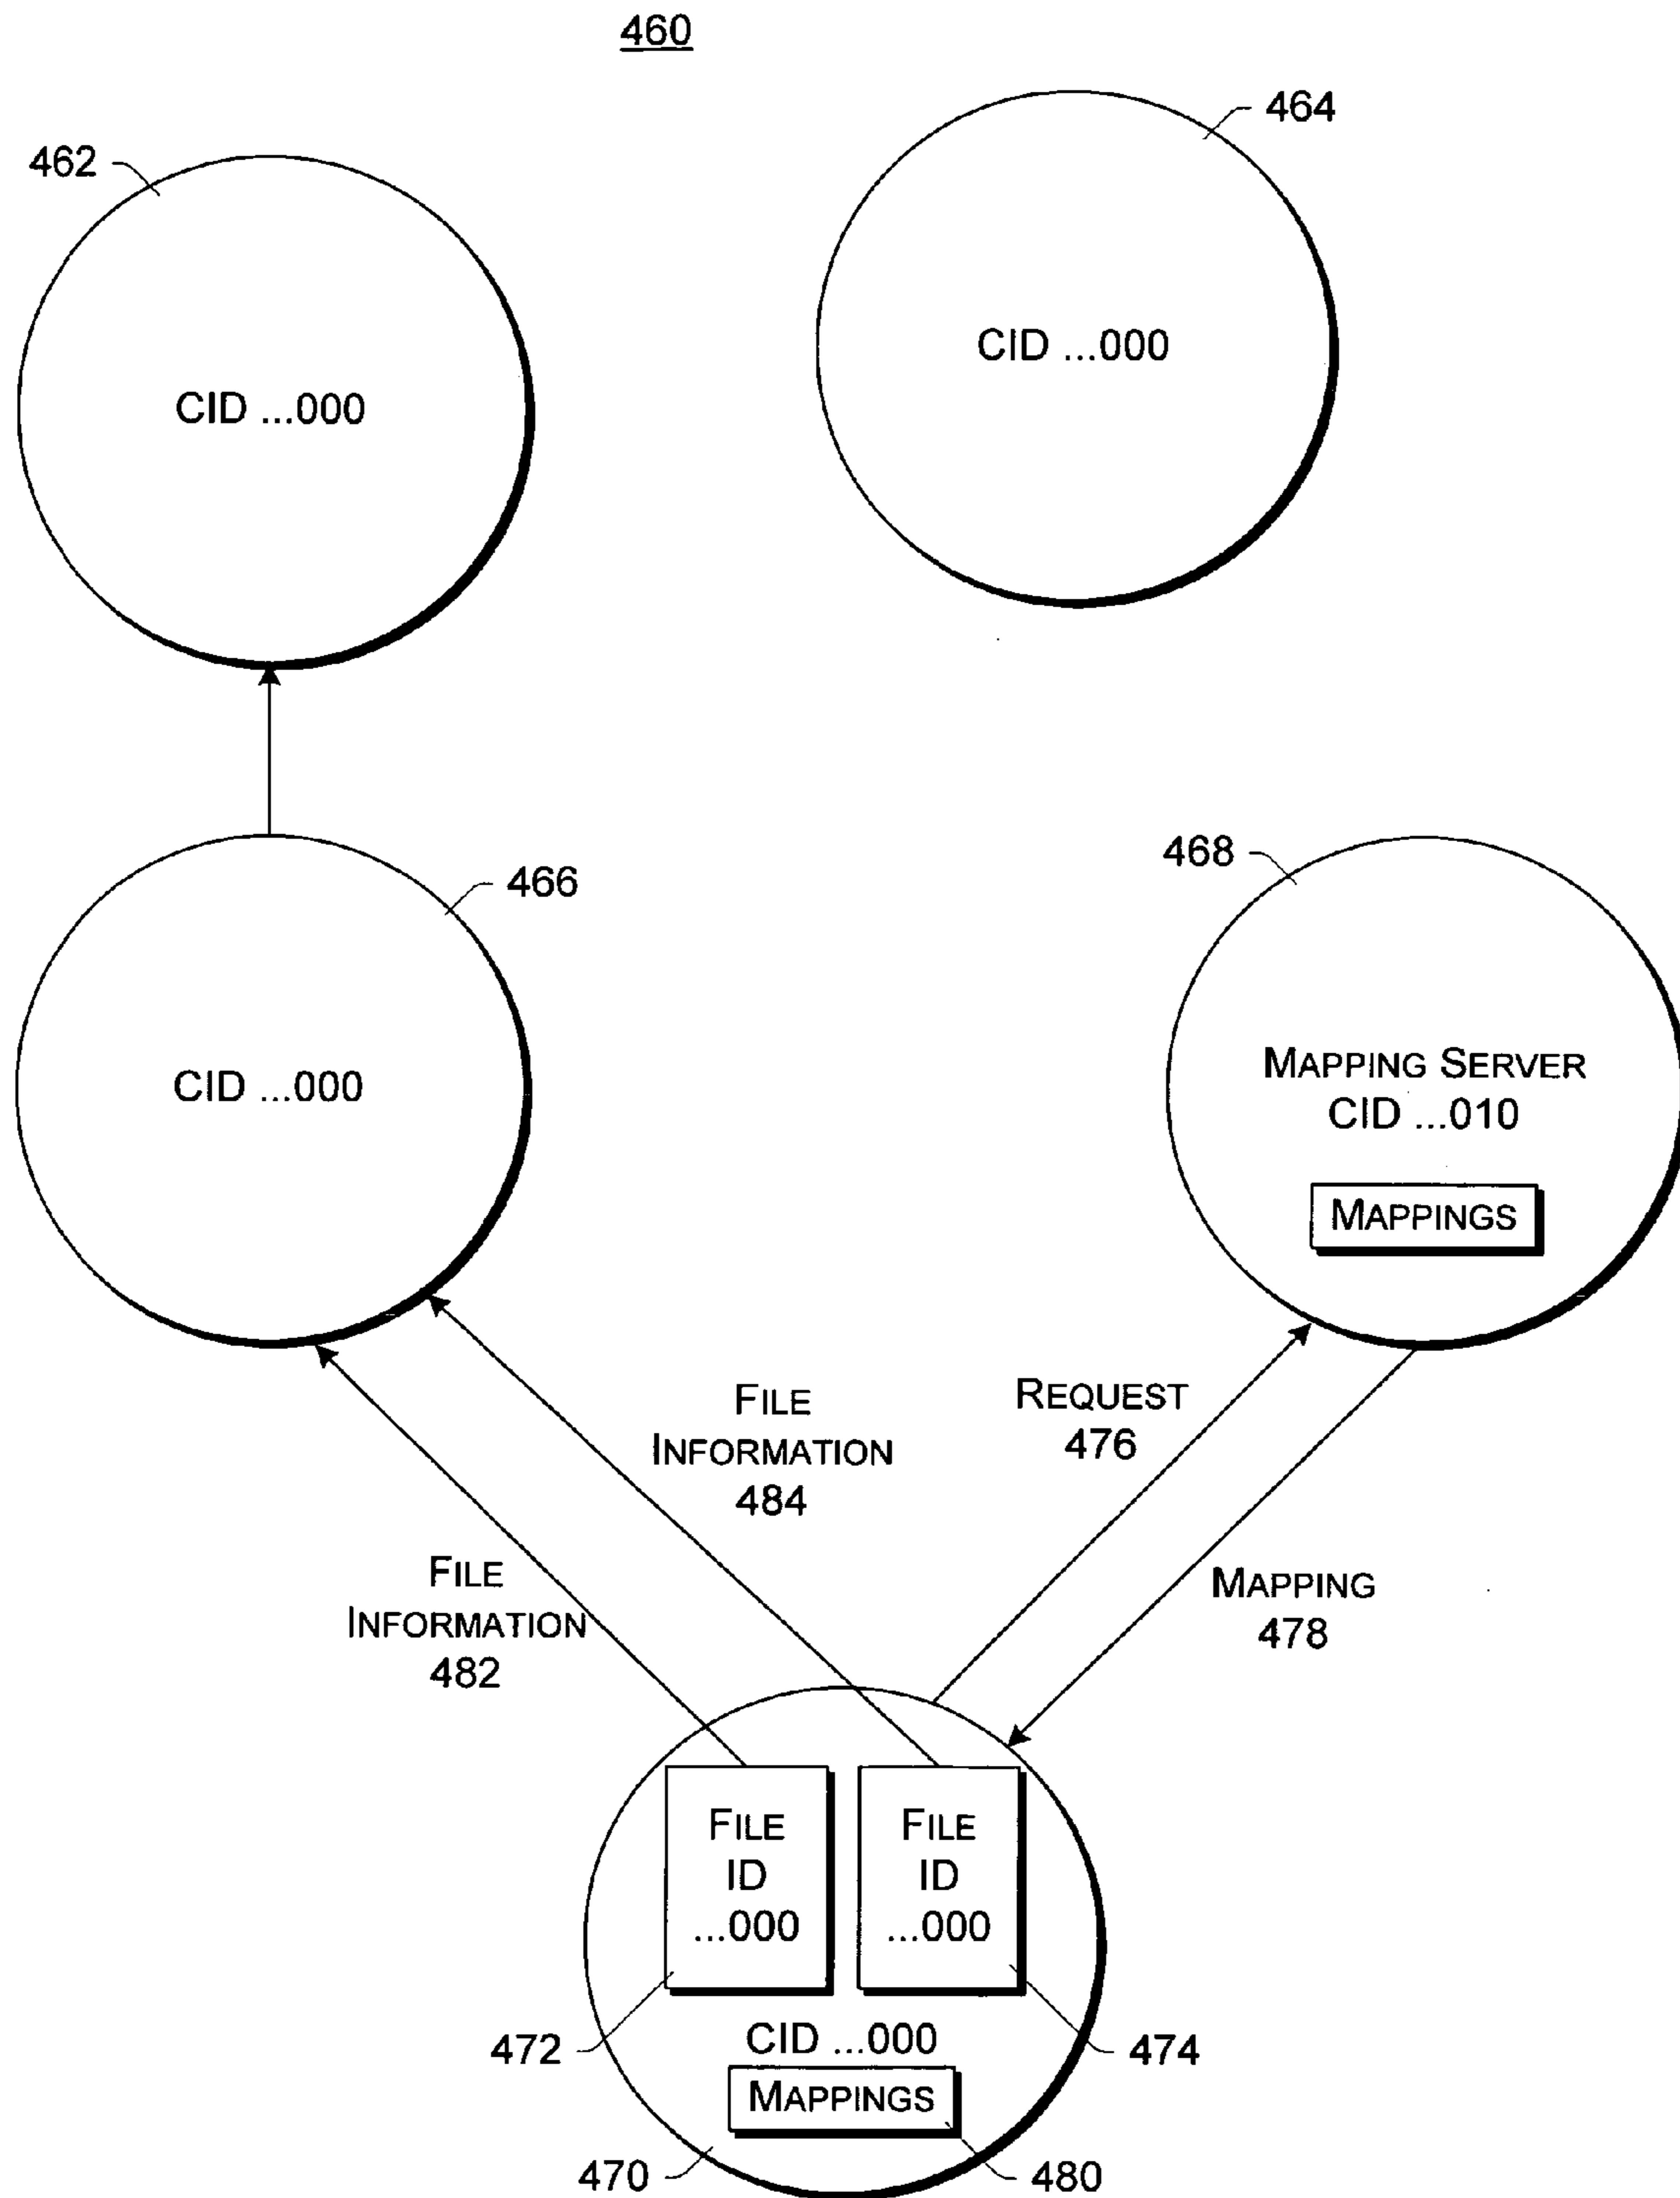 460
464
462
CID ...000
CID ...000
466
468
CID ...000
MAPPING SERVER
CID ...010
MAPPINGS
FILE
INFORMATION
484
REQUEST
476
FILE
INFORMATION
482
MAPPING
478
FILE
ID
...000
FILE
ID
...000
472
CID ...000
474
MAPPINGS
470
480